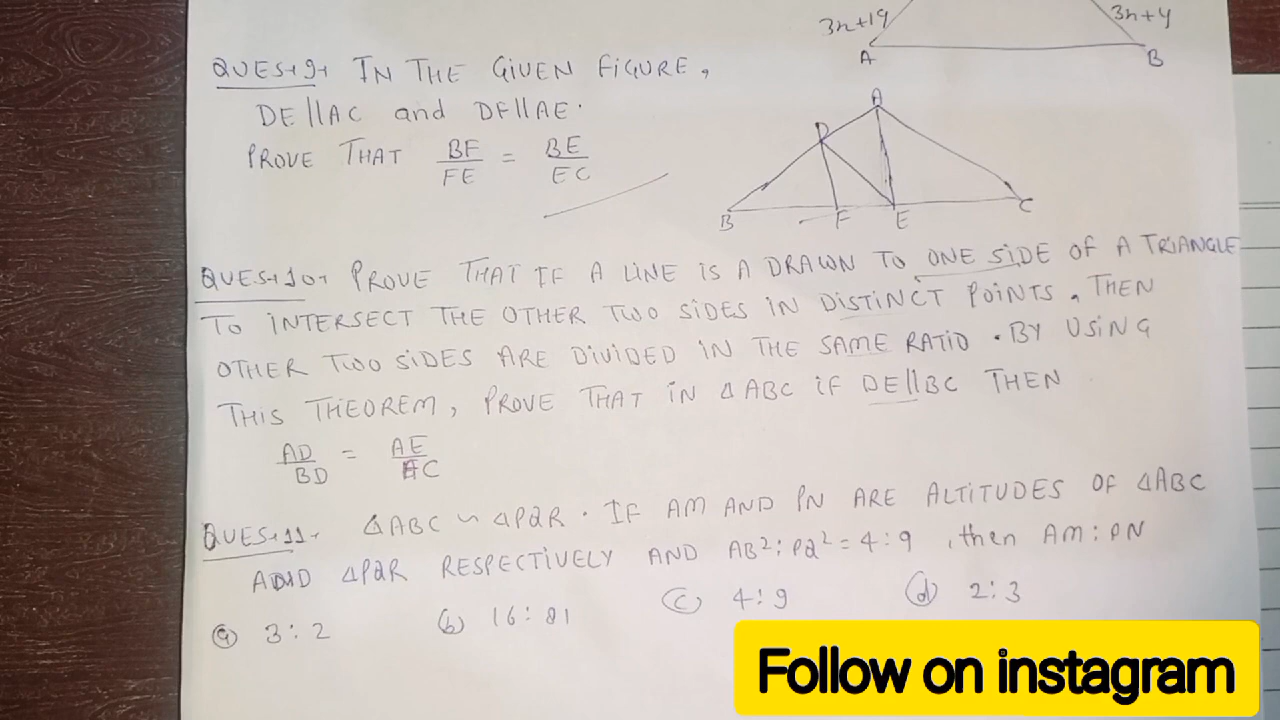 3x+19
3x+4
A
B
QUES+9+ IN THE GIVEN FIGURE,
DE||AC and DF||AE.
PROVE THAT BF/FE = BE/EC
A
D
B
F
E
C
QUES+10+ PROVE THAT IF A LINE IS A DRAWN TO ONE SIDE OF A TRIANGLE
TO INTERSECT THE OTHER TWO SIDES IN DISTINCT POINTS. THEN
OTHER TWO SIDES ARE DIVIDED IN THE SAME RATIO. BY USING
THIS THEOREM, PROVE THAT IN △ABC IF DE||BC THEN
AD/BD = AE/EC
QUES+11+ △ABC ~ △PQR. IF AM AND PN ARE ALTITUDES OF △ABC
AND △PQR RESPECTIVELY AND AB²:PQ² = 4:9, then AM:PN
(a) 3:2 (b) 16:81 (c) 4:9 (d) 2:3
Follow on instagram